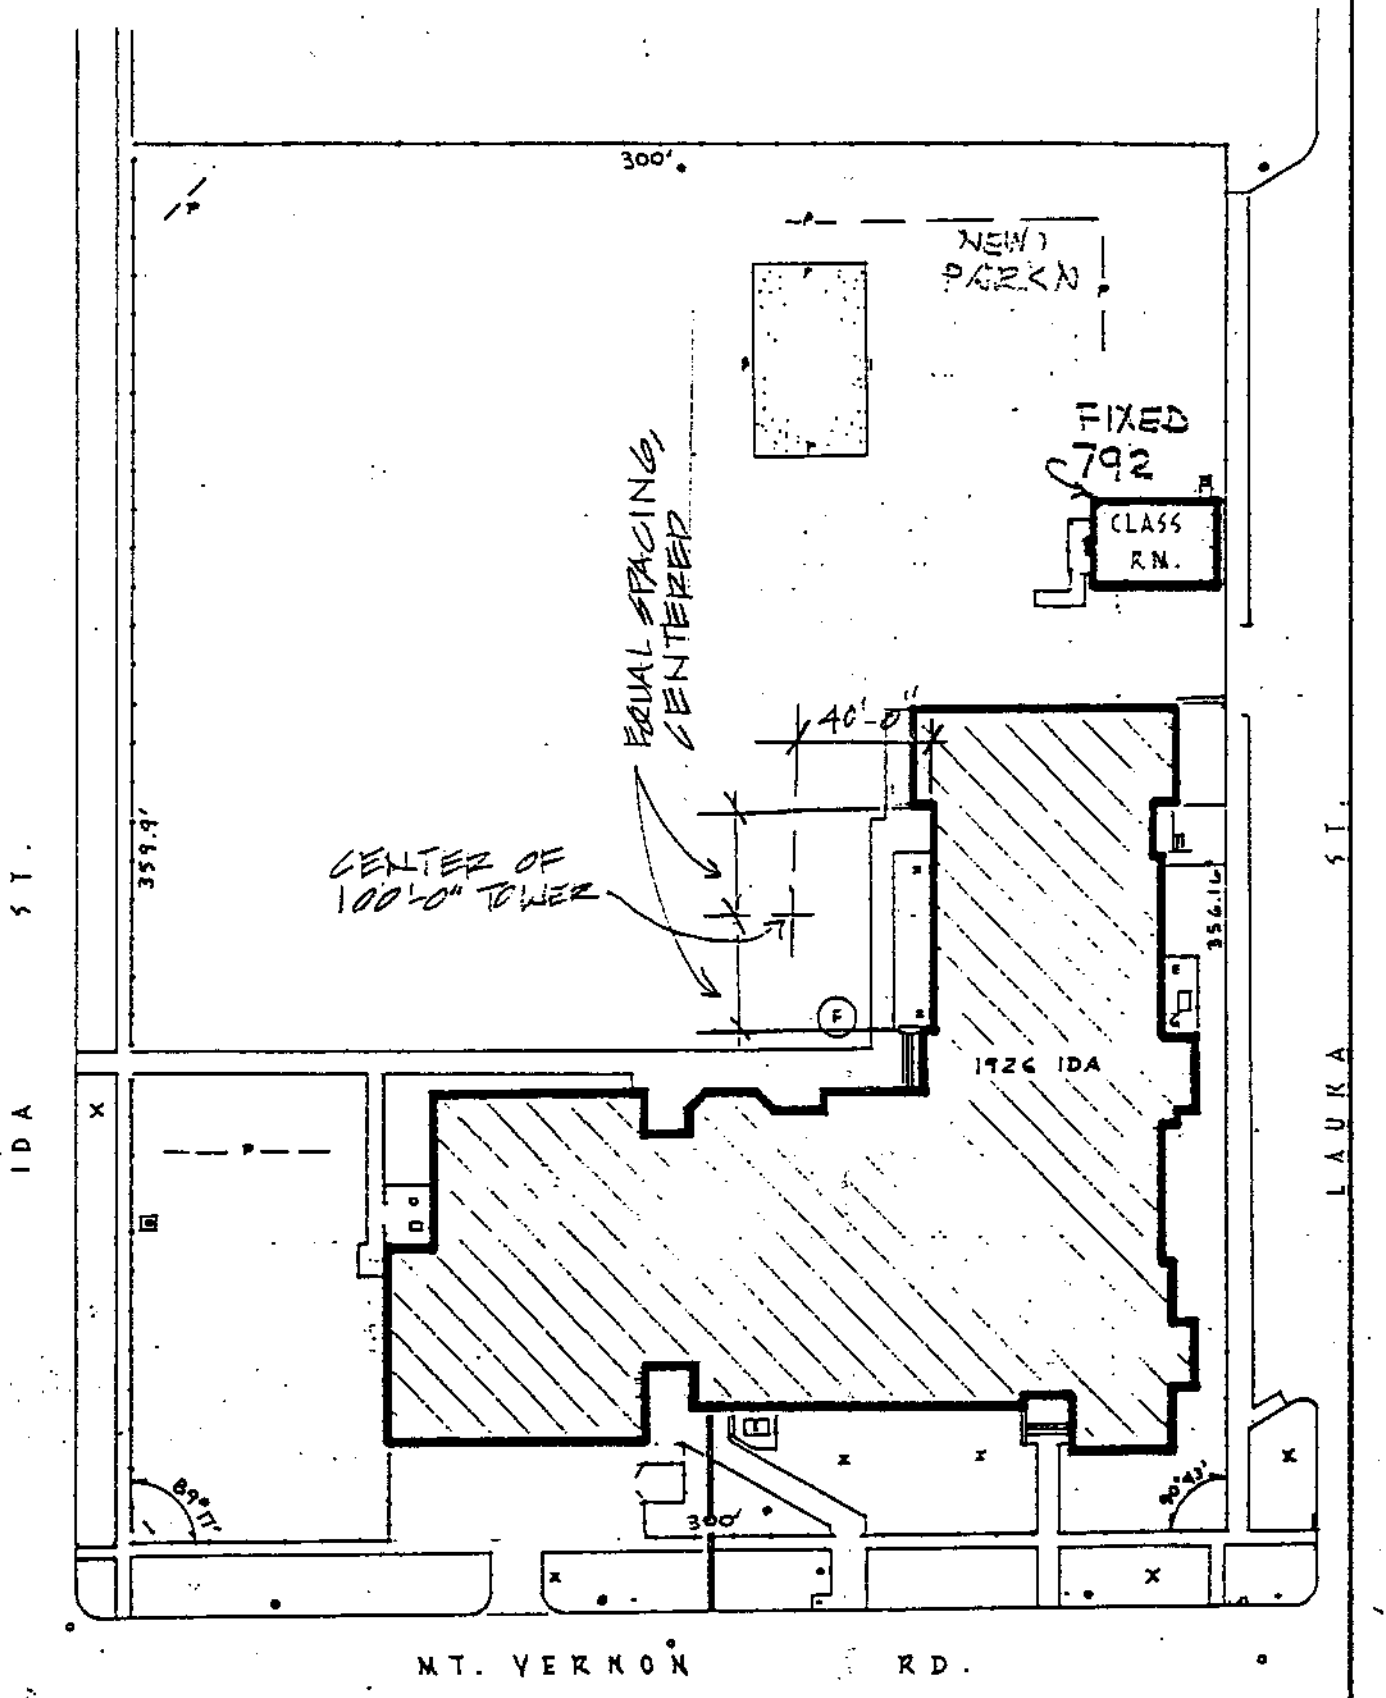 300'
P
P
NEW
P
P
P
P
FIXED
792
CLASS
RM.
EQUAL SPACING,
CENTERED
40'-0"
359.9'
CENTER OF
100'-0" TOWER
F
1926 IDA
356.16'
IDA ST.
LAURA ST.
X
P
89°17'
90°43'
300'
X
X
MT. VERNON RD.